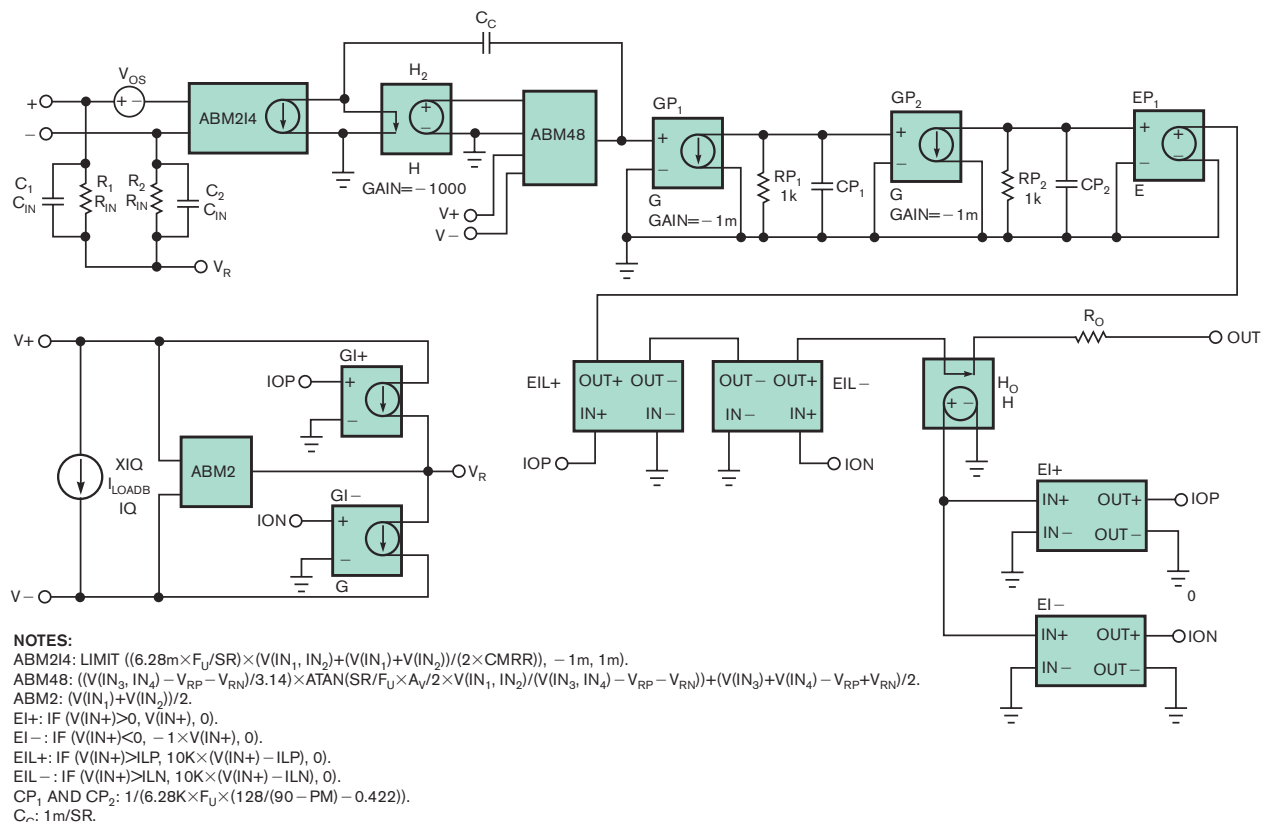 C_C
V_OS
+
−
ABM2I4
H_2
H
GAIN=−1000
ABM48
V+
V−
GP_1
G
GAIN=−1m
RP_1
1k
CP_1
GP_2
G
GAIN=−1m
RP_2
1k
CP_2
EP_1
E
C_1
C_IN
R_1
R_IN
R_2
R_IN
C_2
C_IN
V_R
V+
V−
XIQ
I_LOADB
IQ
ABM2
GI+
IOP
GI−
ION
G
V_R
EIL+
OUT+ OUT−
IN+ IN−
IOP
OUT− OUT+
IN− IN+
EIL−
ION
H_O
H
R_O
OUT
EI+
IN+ OUT+
IN− OUT−
IOP
0
EI−
IN+ OUT+
IN− OUT−
ION
NOTES:
ABM2I4: LIMIT ((6.28m×F_U/SR)×(V(IN_1, IN_2)+(V(IN_1)+V(IN_2))/(2×CMRR)), −1m, 1m).
ABM48: ((V(IN_3, IN_4)−V_RP−V_RN)/3.14)×ATAN(SR/F_U×A_V/2×V(IN_1, IN_2)/(V(IN_3, IN_4)−V_RP−V_RN))+(V(IN_3)+V(IN_4)−V_RP+V_RN)/2.
ABM2: (V(IN_1)+V(IN_2))/2.
EI+: IF (V(IN+)>0, V(IN+), 0).
EI−: IF (V(IN+)<0, −1×V(IN+), 0).
EIL+: IF (V(IN+)>ILP, 10K×(V(IN+)−ILP), 0).
EIL−: IF (V(IN+)>ILN, 10K×(V(IN+)−ILN), 0).
CP_1 AND CP_2: 1/(6.28K×F_U×(128/(90−PM)−0.422)).
C_C: 1m/SR.